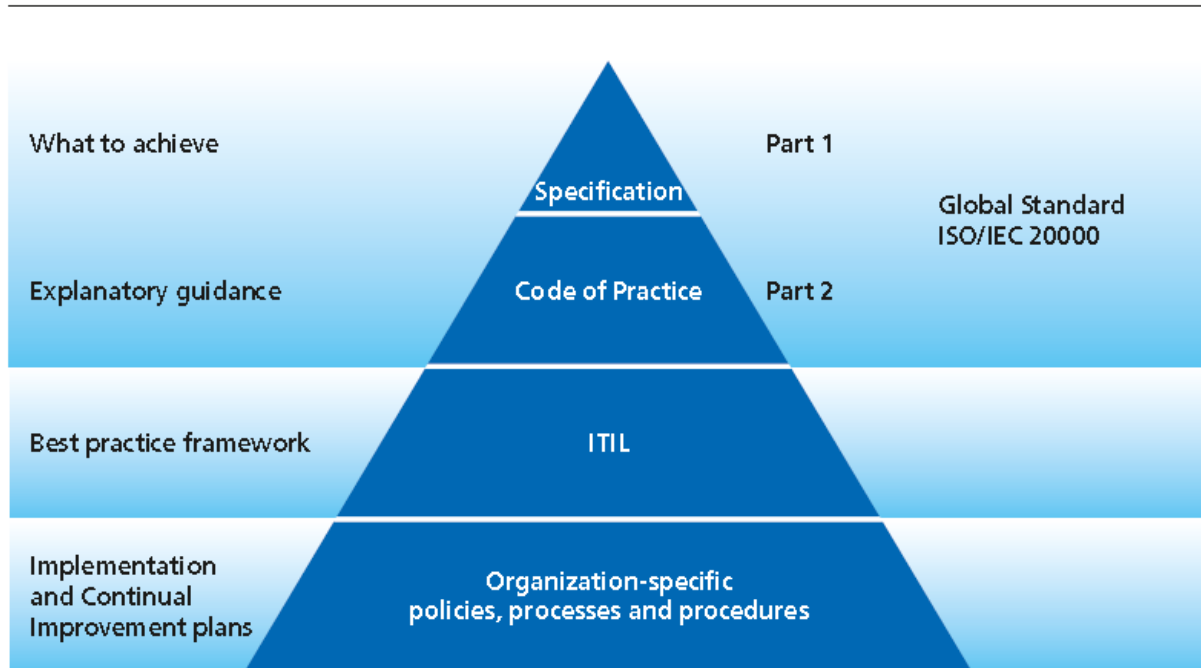 What to achieve
Specification
Part 1
Global Standard
ISO/IEC 20000
Explanatory guidance
Code of Practice
Part 2
Best practice framework
ITIL
Implementation
and Continual
Improvement plans
Organization-specific
policies, processes and procedures